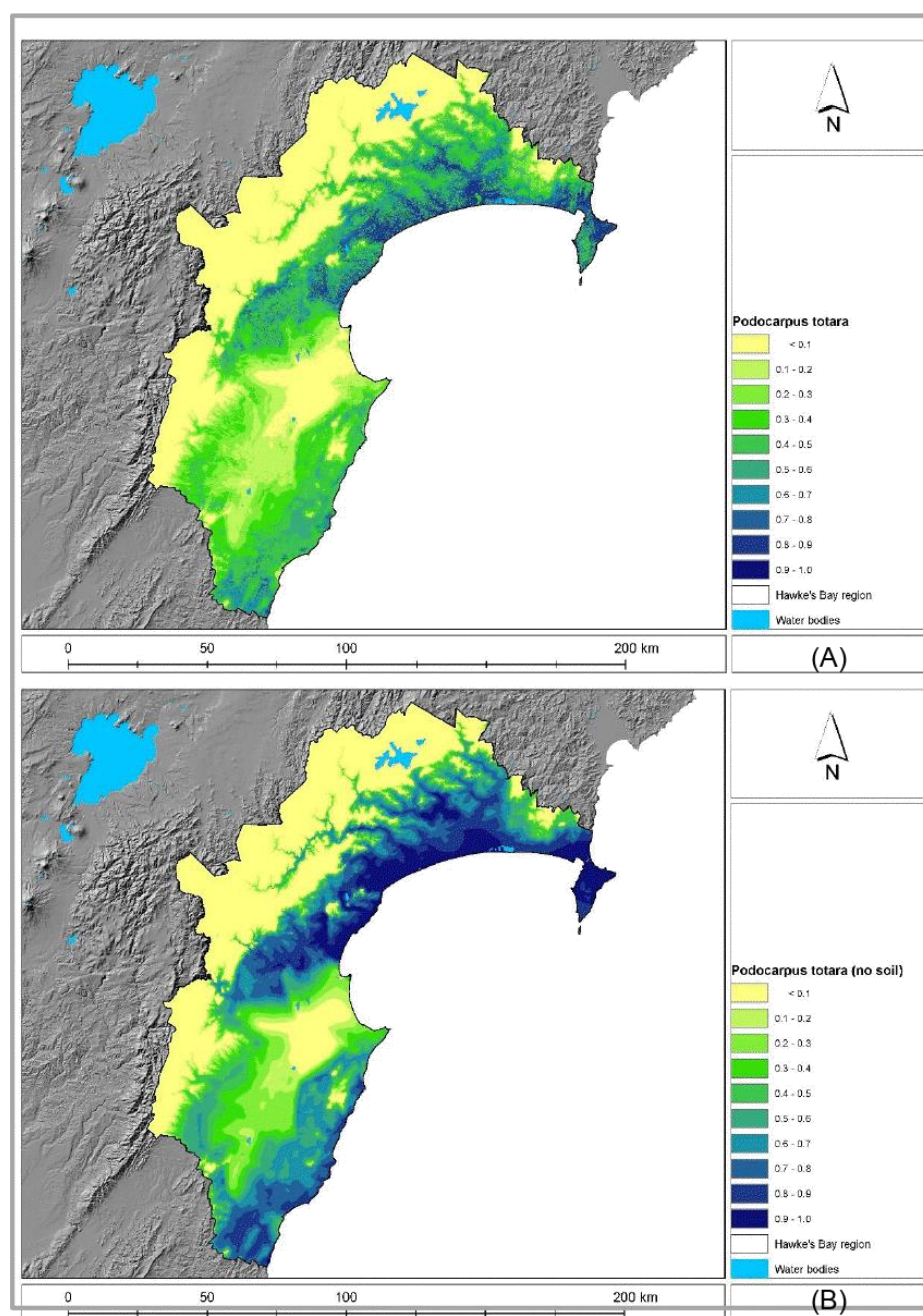 N
Podocarpus totara
< 0.1
0.1 - 0.2
0.2 - 0.3
0.3 - 0.4
0.4 - 0.5
0.5 - 0.6
0.6 - 0.7
0.7 - 0.8
0.8 - 0.9
0.9 - 1.0
Hawke's Bay region
Water bodies
0 50 100 200 km
(A)
N
Podocarpus totara (no soil)
< 0.1
0.1 - 0.2
0.2 - 0.3
0.3 - 0.4
0.4 - 0.5
0.5 - 0.6
0.6 - 0.7
0.7 - 0.8
0.8 - 0.9
0.9 - 1.0
Hawke's Bay region
Water bodies
0 50 100 200 km
(B)